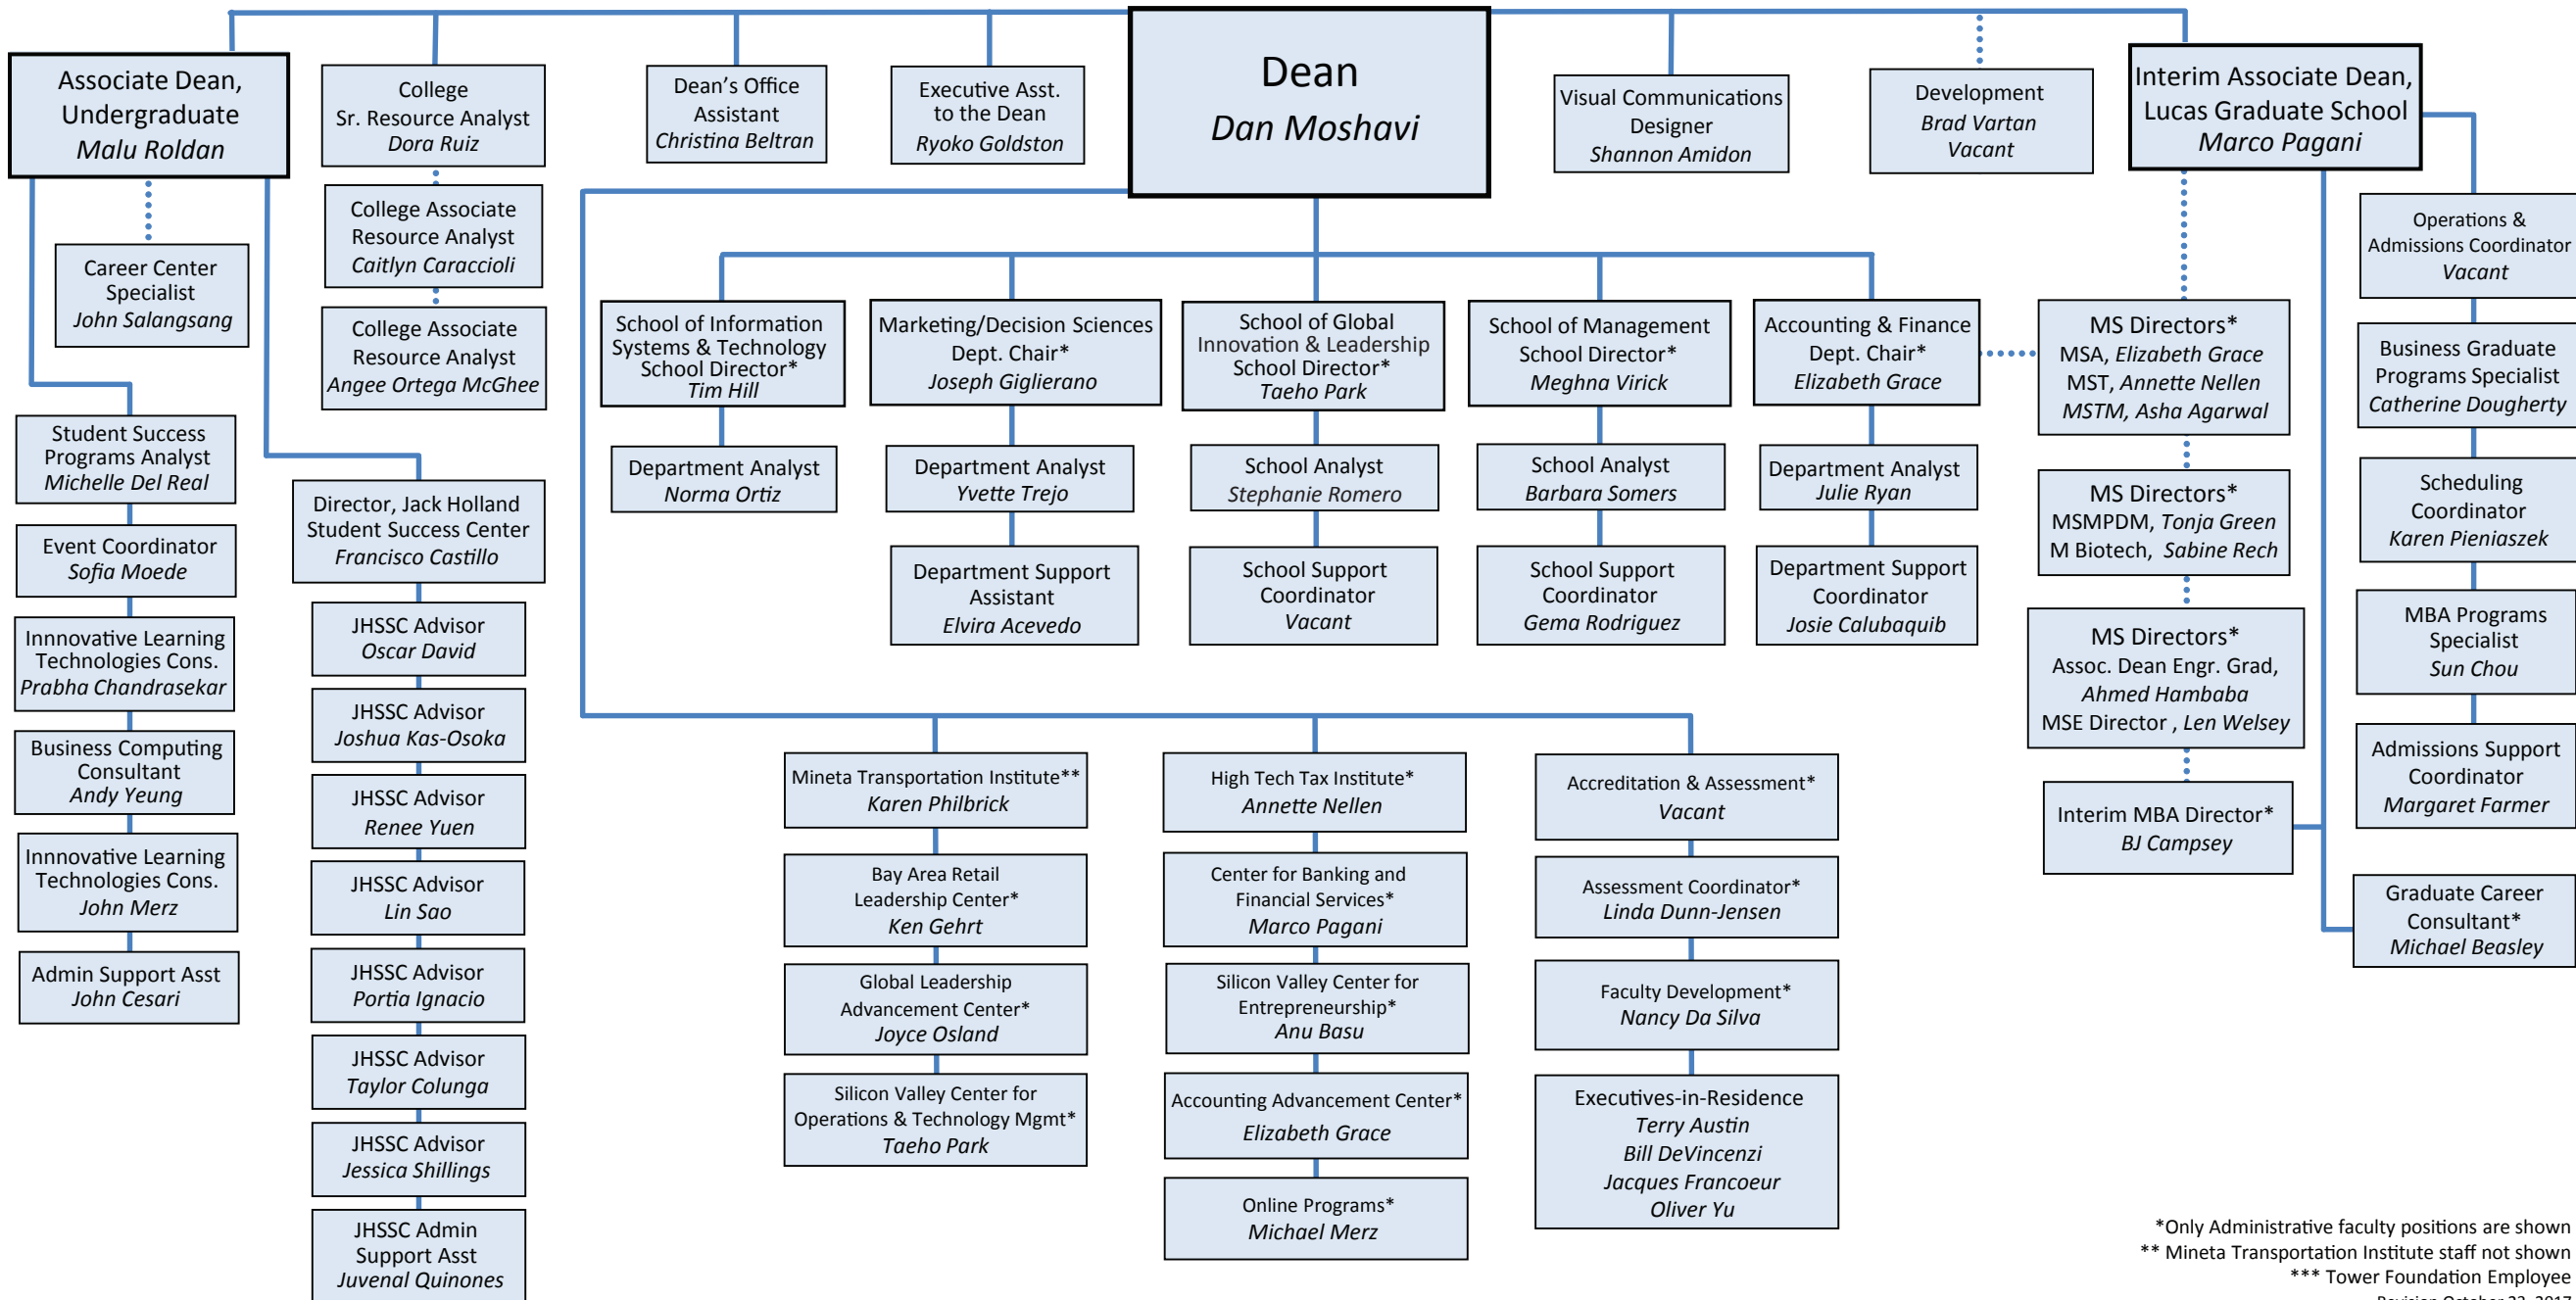 Dean
Dan Moshavi
Associate Dean,
Undergraduate
Malu Roldan
College
Sr. Resource Analyst
Dora Ruiz
Dean's Office
Assistant
Christina Beltran
Executive Asst.
to the Dean
Ryoko Goldston
Visual Communications
Designer
Shannon Amidon
Development
Brad Vartan
Vacant
Interim Associate Dean,
Lucas Graduate School
Marco Pagani
Career Center
Specialist
John Salangsang
College Associate
Resource Analyst
Caitlyn Caraccioli
College Associate
Resource Analyst
Angee Ortega McGhee
Student Success
Programs Analyst
Michelle Del Real
Event Coordinator
Sofia Moede
Innnovative Learning
Technologies Cons.
Prabha Chandrasekar
Business Computing
Consultant
Andy Yeung
Innnovative Learning
Technologies Cons.
John Merz
Admin Support Asst
John Cesari
Director, Jack Holland
Student Success Center
Francisco Castillo
JHSSC Advisor
Oscar David
JHSSC Advisor
Joshua Kas-Osoka
JHSSC Advisor
Renee Yuen
JHSSC Advisor
Lin Sao
JHSSC Advisor
Portia Ignacio
JHSSC Advisor
Taylor Colunga
JHSSC Advisor
Jessica Shillings
JHSSC Admin
Support Asst
Juvenal Quinones
School of Information
Systems & Technology
School Director*
Tim Hill
Department Analyst
Norma Ortiz
Marketing/Decision Sciences
Dept. Chair*
Joseph Giglierano
Department Analyst
Yvette Trejo
Department Support
Assistant
Elvira Acevedo
School of Global
Innovation & Leadership
School Director*
Taeho Park
School Analyst
Stephanie Romero
School Support
Coordinator
Vacant
School of Management
School Director*
Meghna Virick
School Analyst
Barbara Somers
School Support
Coordinator
Gema Rodriguez
Accounting & Finance
Dept. Chair*
Elizabeth Grace
Department Analyst
Julie Ryan
Department Support
Coordinator
Josie Calubaquib
Mineta Transportation Institute**
Karen Philbrick
Bay Area Retail
Leadership Center*
Ken Gehrt
Global Leadership
Advancement Center*
Joyce Osland
Silicon Valley Center for
Operations & Technology Mgmt*
Taeho Park
High Tech Tax Institute*
Annette Nellen
Center for Banking and
Financial Services*
Marco Pagani
Silicon Valley Center for
Entrepreneurship*
Anu Basu
Accounting Advancement Center*
Elizabeth Grace
Online Programs*
Michael Merz
Accreditation & Assessment*
Vacant
Assessment Coordinator*
Linda Dunn-Jensen
Faculty Development*
Nancy Da Silva
Executives-in-Residence
Terry Austin
Bill DeVincenzi
Jacques Francoeur
Oliver Yu
MS Directors*
MSA, Elizabeth Grace
MST, Annette Nellen
MSTM, Asha Agarwal
MS Directors*
MSMPDM, Tonja Green
M Biotech, Sabine Rech
MS Directors*
Assoc. Dean Engr. Grad,
Ahmed Hambaba
MSE Director , Len Welsey
Interim MBA Director*
BJ Campsey
Operations &
Admissions Coordinator
Vacant
Business Graduate
Programs Specialist
Catherine Dougherty
Scheduling
Coordinator
Karen Pieniaszek
MBA Programs
Specialist
Sun Chou
Admissions Support
Coordinator
Margaret Farmer
Graduate Career
Consultant*
Michael Beasley
*Only Administrative faculty positions are shown
** Mineta Transportation Institute staff not shown
*** Tower Foundation Employee
Revision October 23, 2017